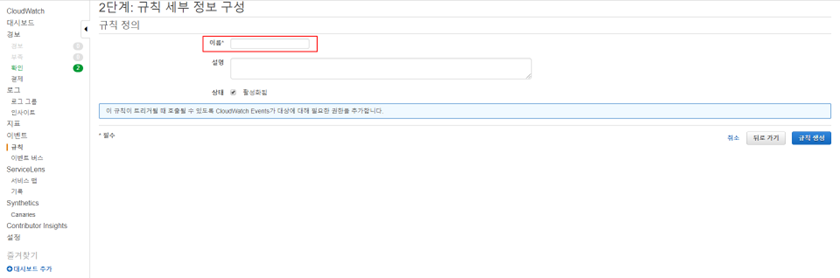 CloudWatch
대시보드
경보
경보 0
부족 0
확인 2
결제
로그
로그 그룹
인사이트
지표
이벤트
규칙
이벤트 버스
ServiceLens
서비스 맵
기록
Synthetics
Canaries
Contributor Insights
설정
즐겨찾기
대시보드 추가
2단계: 규칙 세부 정보 구성
규칙 정의
이름*
설명
상태 활성화됨
이 규칙이 트리거될 때 호출될 수 있도록 CloudWatch Events가 대상에 대해 필요한 권한을 추가합니다.
* 필수
취소 뒤로 가기 규칙 생성